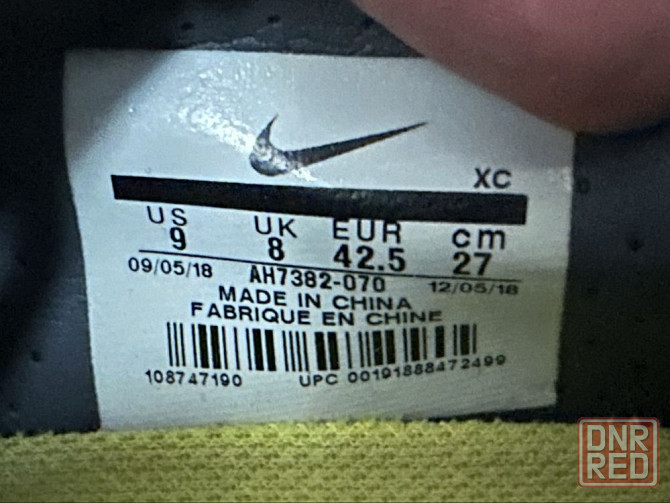 XC
US UK EUR cm
9 8 42.5 27
09/05/18 AH7382-070 12/05/18
MADE IN CHINA
FABRIQUE EN CHINE
108747190 UPC 00191888472499
DNR
RED